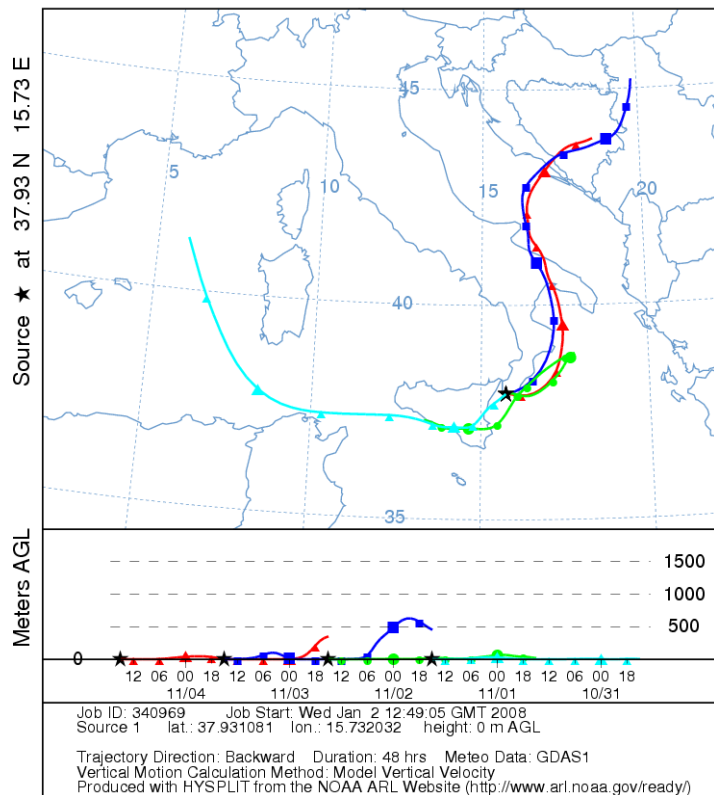 Source ★ at 37.93 N 15.73 E
45
5
10
15
20
40
35
Meters AGL
1500
1000
500
0
12 06 00 18 12 06 00 18 12 06 00 18 12 06 00 18 12 06 00 18
11/04 11/03 11/02 11/01 10/31
Job ID: 340969 Job Start: Wed Jan 2 12:49:05 GMT 2008
Source 1 lat.: 37.931081 lon.: 15.732032 height: 0 m AGL
Trajectory Direction: Backward Duration: 48 hrs Meteo Data: GDAS1
Vertical Motion Calculation Method: Model Vertical Velocity
Produced with HYSPLIT from the NOAA ARL Website (http://www.arl.noaa.gov/ready/)